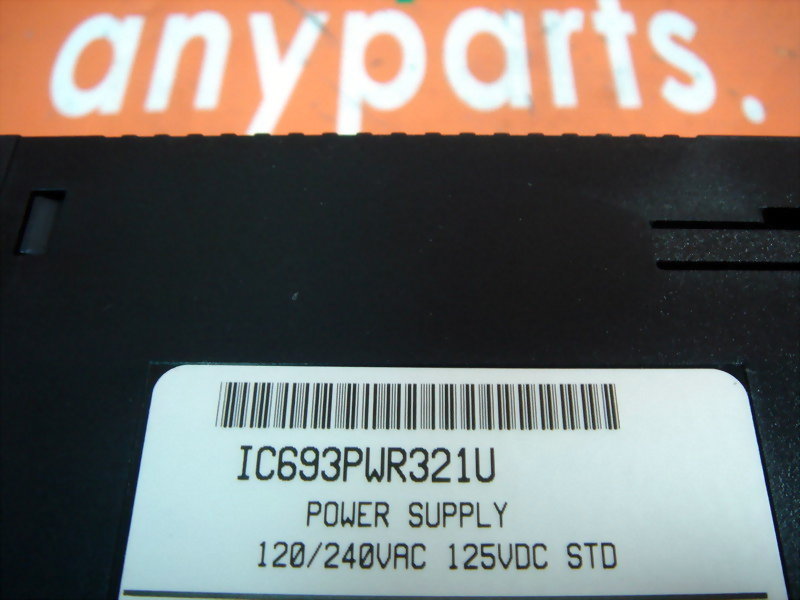 anyparts.
IC693PWR321U
POWER SUPPLY
120/240VAC 125VDC STD